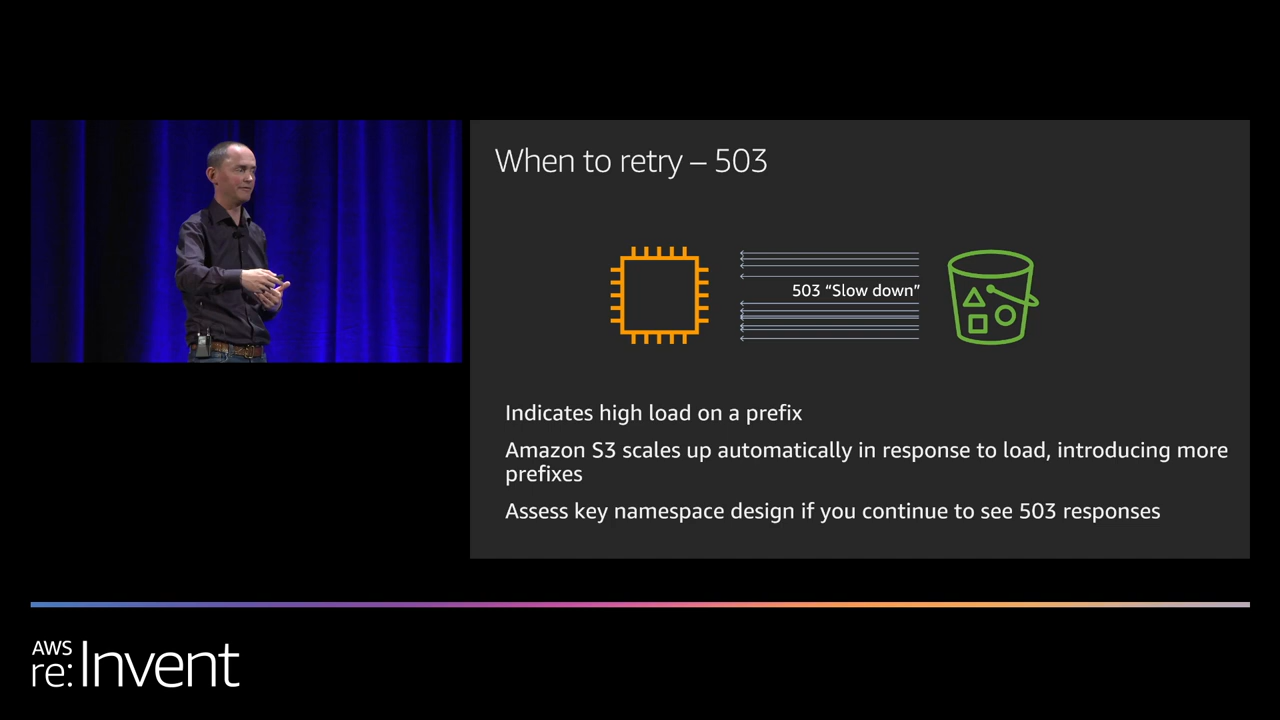 When to retry – 503
503 “Slow down”
Indicates high load on a prefix
Amazon S3 scales up automatically in response to load, introducing more
prefixes
Assess key namespace design if you continue to see 503 responses
AWS
re:Invent